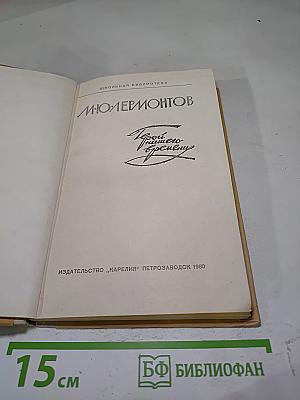 ШКОЛЬНАЯ БИБЛИОТЕКА
М·Ю·ЛЕРМОНТОВ
Герой
нашего
времени
ИЗДАТЕЛЬСТВО „КАРЕЛИЯ“ ПЕТРОЗАВОДСК 1980
15 см
БФ БИБЛИОФАН